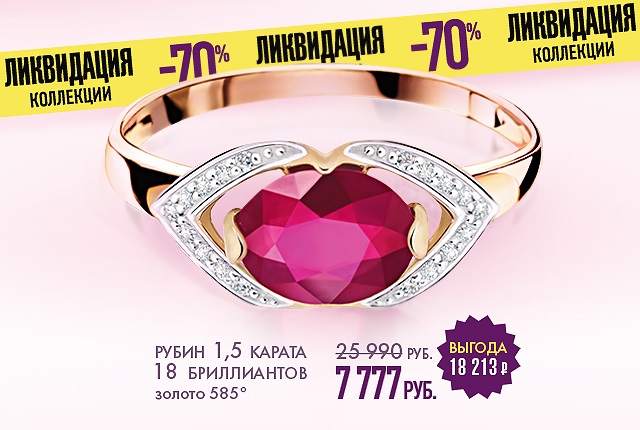 ЛИКВИДАЦИЯ
КОЛЛЕКЦИИ
-70%
ЛИКВИДАЦИЯ
-70%
ЛИКВИДАЦИЯ
КОЛЛЕКЦИИ
РУБИН 1,5 КАРАТА
18 БРИЛЛИАНТОВ
золото 585°
25 990 РУБ.
7 777 РУБ.
ВЫГОДА
18 213 ₽